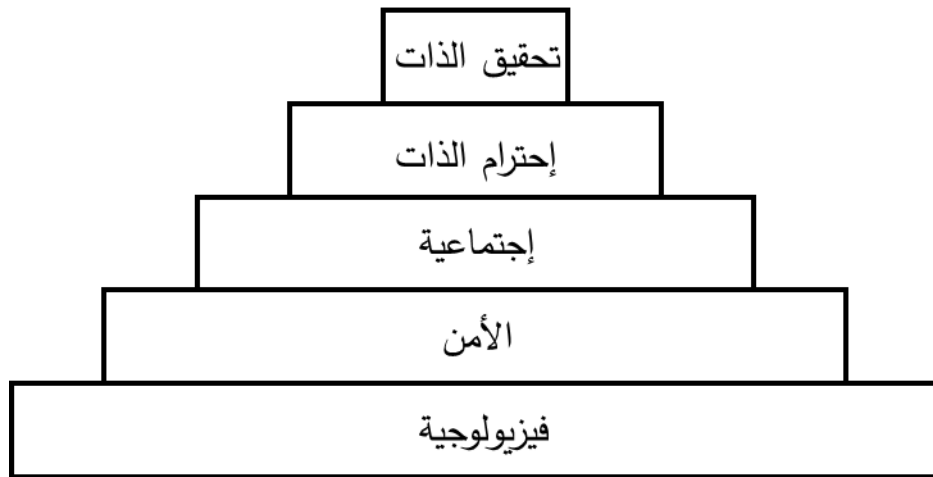 تحقيق الذات
إحترام الذات
إجتماعية
الأمن
فيزيولوجية